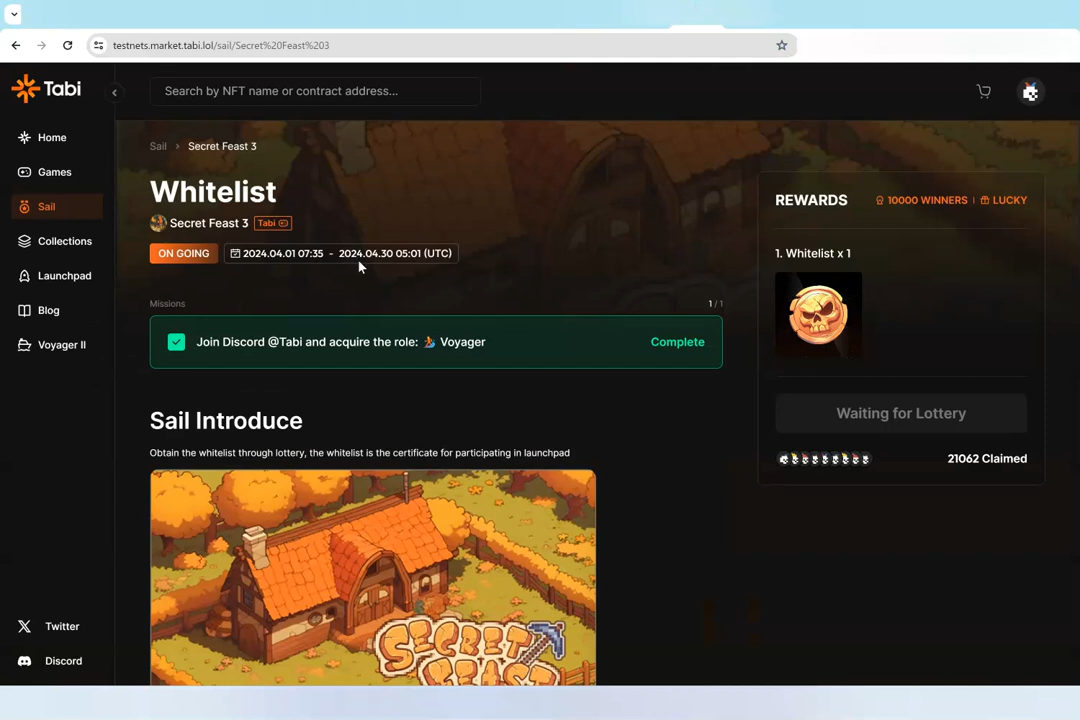 testnets.market.tabi.lol/sail/Secret%20Feast%203
Tabi
Search by NFT name or contract address...
Home
Games
Sail
Collections
Launchpad
Blog
Voyager II
Twitter
Discord
Sail > Secret Feast 3
Whitelist
Secret Feast 3 Tabi
ON GOING 2024.04.01 07:35 - 2024.04.30 05:01 (UTC)
Missions 1 / 1
Join Discord @Tabi and acquire the role: 🏄 Voyager Complete
Sail Introduce
Obtain the whitelist through lottery, the whitelist is the certificate for participating in launchpad
SECRET
FEAST
REWARDS 10000 WINNERS | LUCKY
1. Whitelist x 1
Waiting for Lottery
21062 Claimed